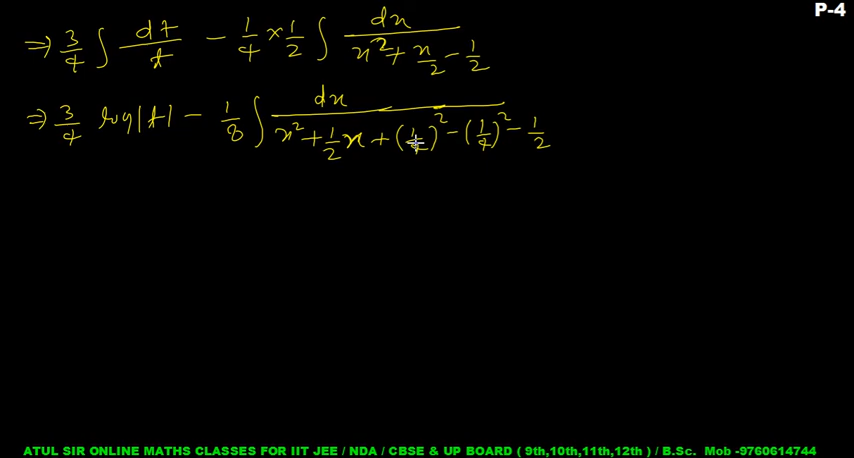 P-4
⇒ 3/4 ∫ dt/t - 1/4 × 1/2 ∫ dx/(x² + x/2 - 1/2)
⇒ 3/4 log|t| - 1/8 ∫ dx/(x² + 1/2 x + (1/4)² - (1/4)² - 1/2)
ATUL SIR ONLINE MATHS CLASSES FOR IIT JEE / NDA / CBSE & UP BOARD ( 9th,10th,11th,12th ) / B.Sc. Mob -9760614744